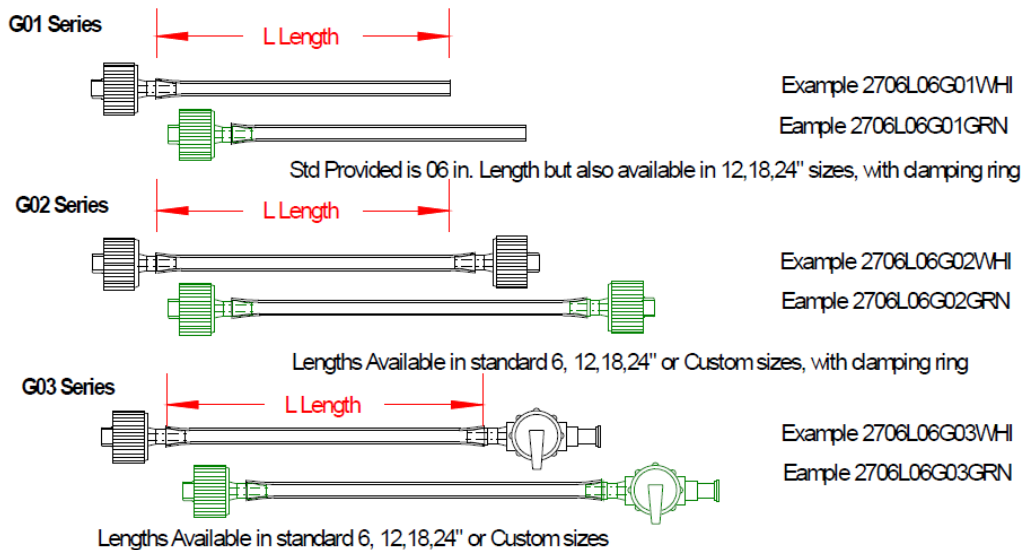 G01 Series
L Length
Example 2706L06G01WHI
Eample 2706L06G01GRN
Std Provided is 06 in. Length but also available in 12,18,24" sizes, with clamping ring
G02 Series
L Length
Example 2706L06G02WHI
Eample 2706L06G02GRN
Lengths Available in standard 6, 12,18,24" or Custom sizes, with clamping ring
G03 Series
L Length
Example 2706L06G03WHI
Eample 2706L06G03GRN
Lengths Available in standard 6, 12,18,24" or Custom sizes